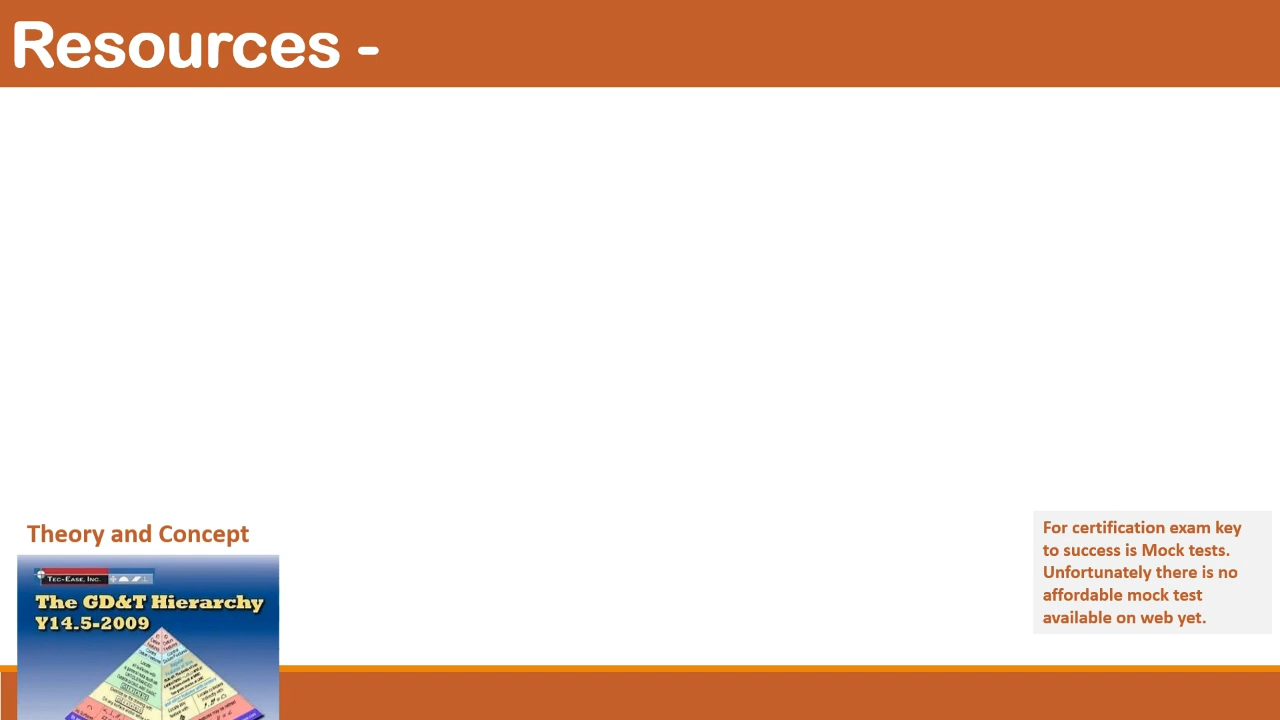 Resources -
Theory and Concept
TEC-EASE, INC.
The GD&T Hierarchy
Y14.5-2009
For certification exam key
to success is Mock tests.
Unfortunately there is no
affordable mock test
available on web yet.